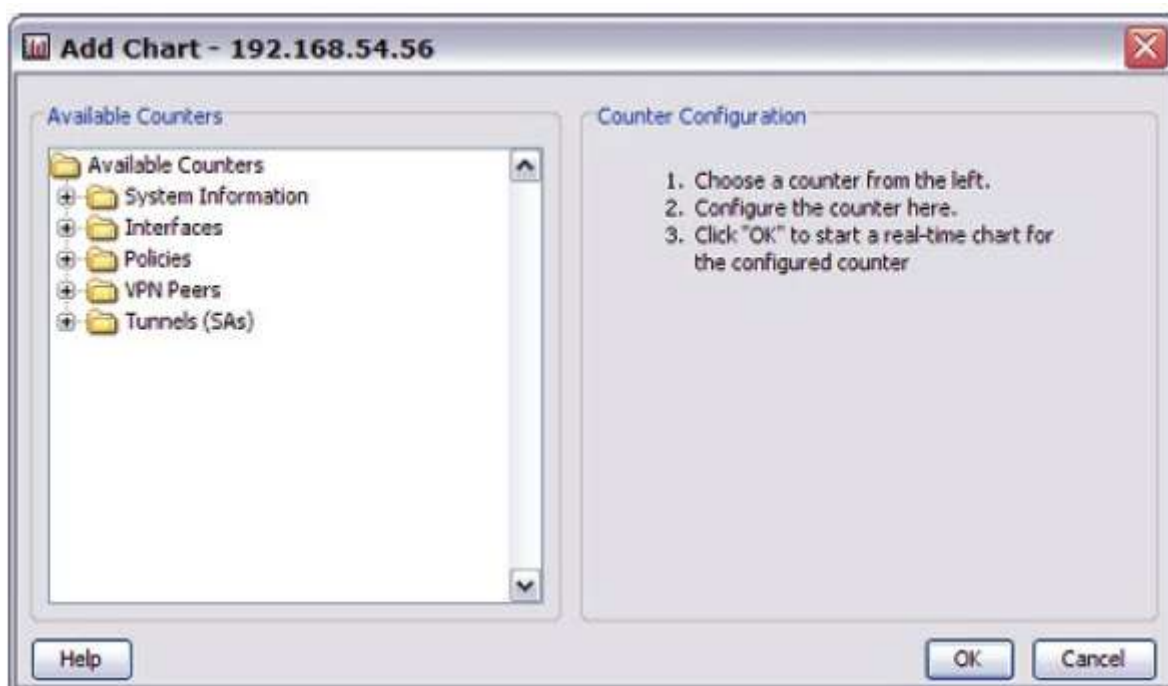 Add Chart - 192.168.54.56
Available Counters
Available Counters
System Information
Interfaces
Policies
VPN Peers
Tunnels (SAs)
Counter Configuration
1. Choose a counter from the left.
2. Configure the counter here.
3. Click "OK" to start a real-time chart for
the configured counter
Help
OK
Cancel